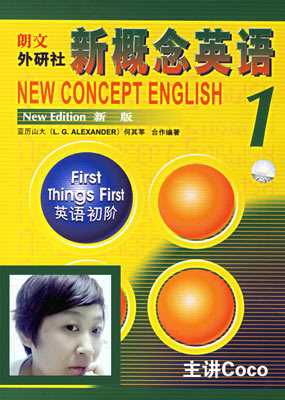 朗文
外研社
新概念英语
NEW CONCEPT ENGLISH
New Edition 新 版
亚历山大（L. G. ALEXANDER）何其莘 合作编著
1
First
Things First
英语初阶
主讲Coco